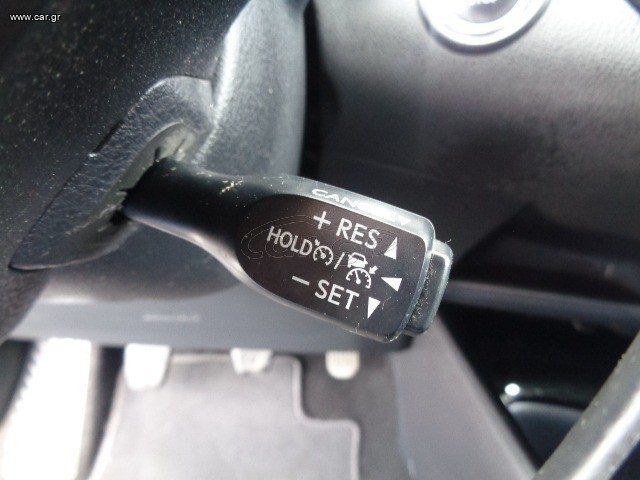 www.car.gr
+ RES ▲
HOLD / ◀
− SET ▼